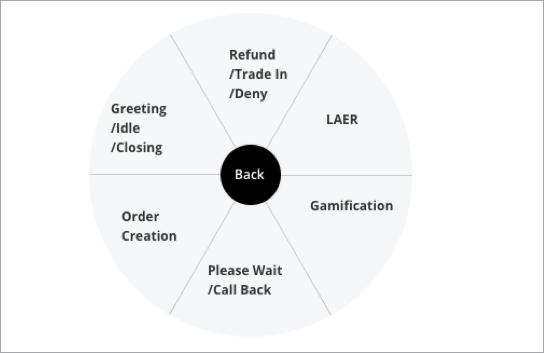 Refund
/Trade In
/Deny
LAER
Gamification
Please Wait
/Call Back
Order
Creation
Greeting
/Idle
/Closing
Back